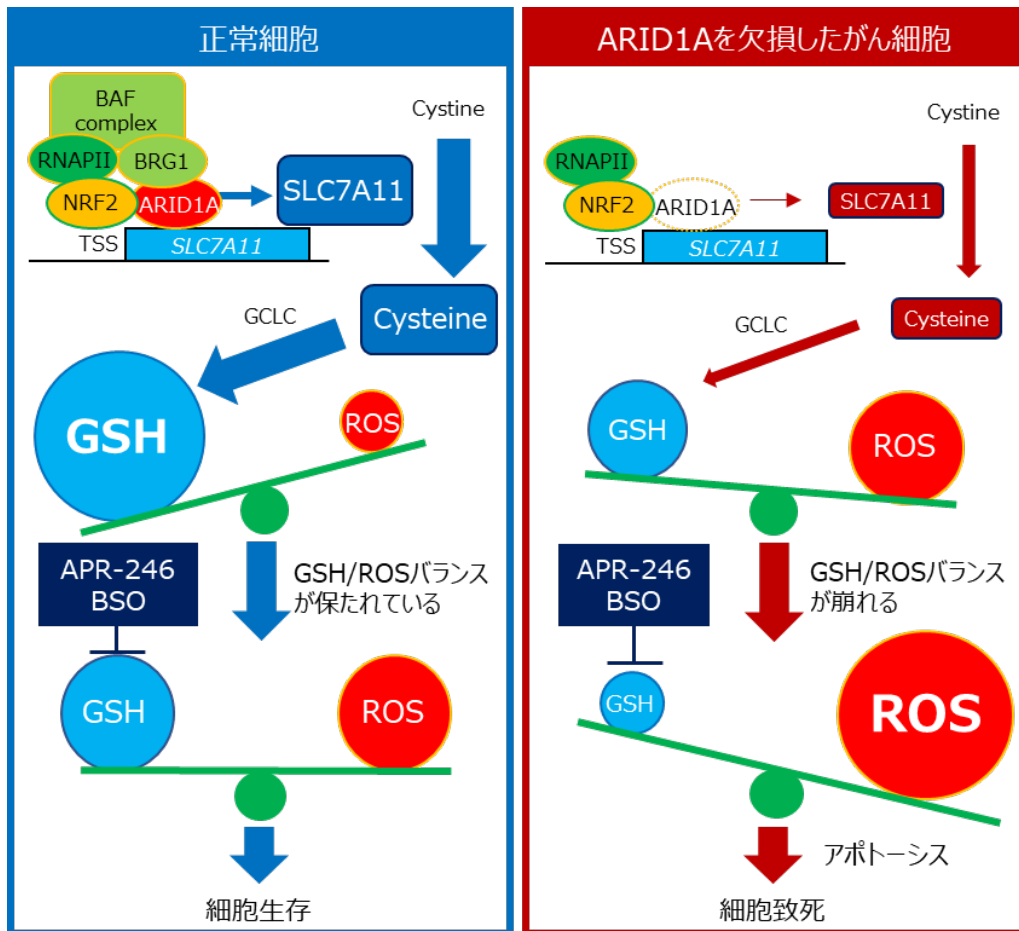 正常細胞
BAF
complex
RNAPII
BRG1
NRF2
ARID1A
SLC7A11
Cystine
TSS
SLC7A11
GCLC
Cysteine
GSH
ROS
APR-246
BSO
GSH/ROSバランス
が保たれている
GSH
ROS
細胞生存
ARID1Aを欠損したがん細胞
Cystine
RNAPII
NRF2
ARID1A
SLC7A11
TSS
SLC7A11
GCLC
Cysteine
GSH
ROS
APR-246
BSO
GSH/ROSバランス
が崩れる
GSH
ROS
アポトーシス
細胞致死